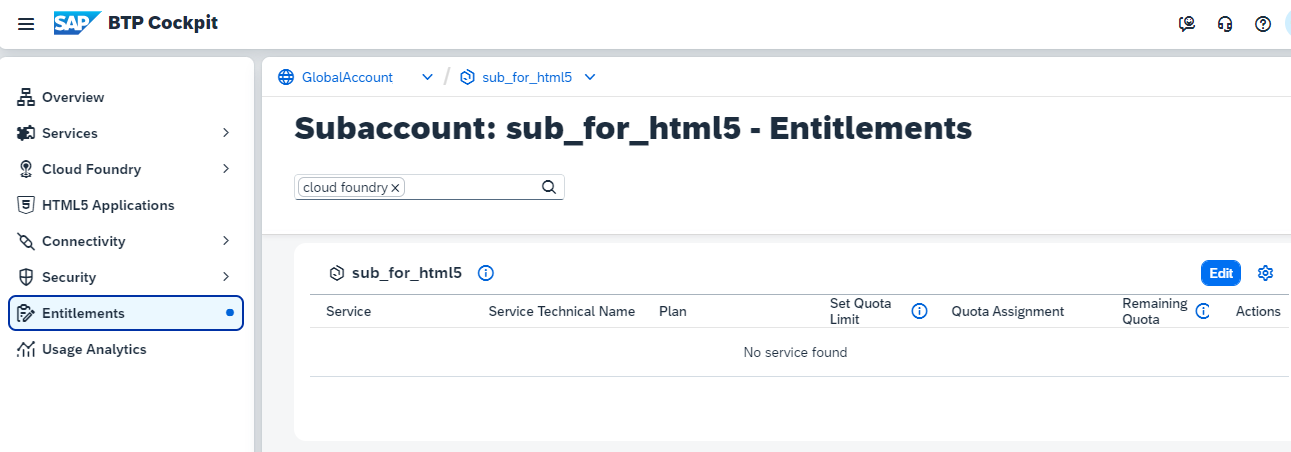 SAP BTP Cockpit
GlobalAccount / sub_for_html5
Overview
Services
Cloud Foundry
HTML5 Applications
Connectivity
Security
Entitlements
Usage Analytics
Subaccount: sub_for_html5 - Entitlements
cloud foundry
sub_for_html5
Edit
Service
Service Technical Name
Plan
Set Quota
Limit
Quota Assignment
Remaining
Quota
Actions
No service found